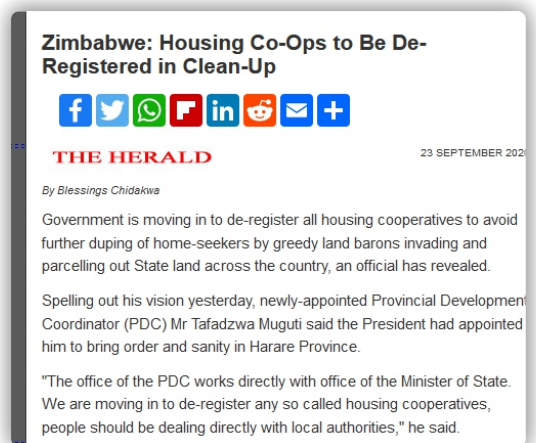 Zimbabwe: Housing Co-Ops to Be De-
Registered in Clean-Up
THE HERALD
23 SEPTEMBER 202
By Blessings Chidakwa
Government is moving in to de-register all housing cooperatives to avoid
further duping of home-seekers by greedy land barons invading and
parcelling out State land across the country, an official has revealed.
Spelling out his vision yesterday, newly-appointed Provincial Development
Coordinator (PDC) Mr Tafadzwa Muguti said the President had appointed
him to bring order and sanity in Harare Province.
"The office of the PDC works directly with office of the Minister of State.
We are moving in to de-register any so called housing cooperatives,
people should be dealing directly with local authorities," he said.